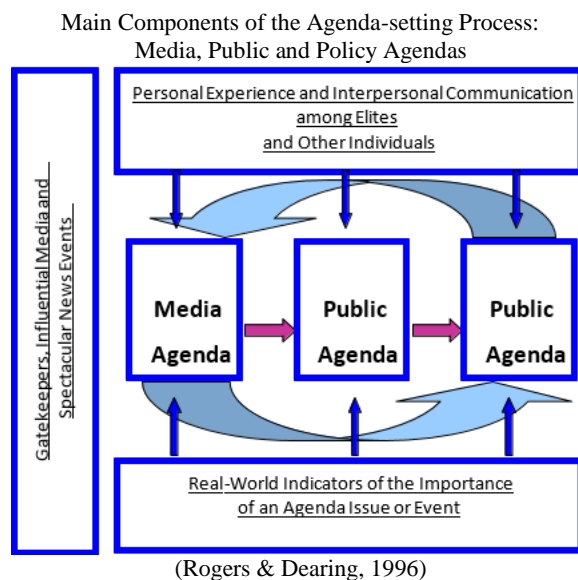 Main Components of the Agenda-setting Process:
Media, Public and Policy Agendas
Personal Experience and Interpersonal Communication
among Elites
and Other Individuals
Gatekeepers, Influential Media and
Spectacular News Events
Media
Agenda
Public
Agenda
Public
Agenda
Real-World Indicators of the Importance
of an Agenda Issue or Event
(Rogers & Dearing, 1996)